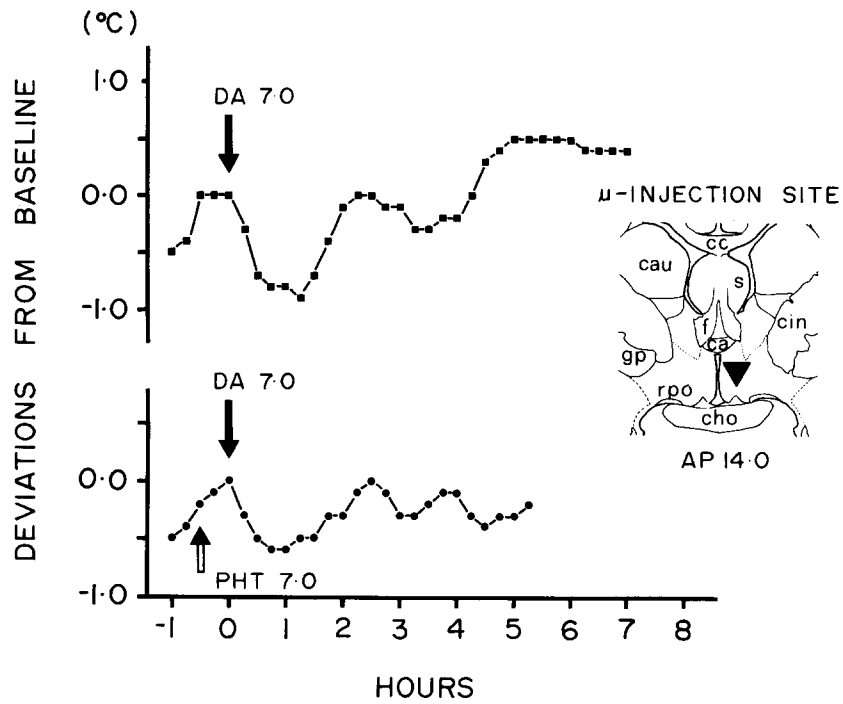 (°C)
DEVIATIONS FROM BASELINE
1·0
0·0
-1·0
DA 7·0
0·0
-1·0
DA 7·0
PHT 7·0
-1 0 1 2 3 4 5 6 7 8
HOURS
μ-INJECTION SITE
cc
cau
s
f
cin
ca
gp
rpo
cho
AP 14·0